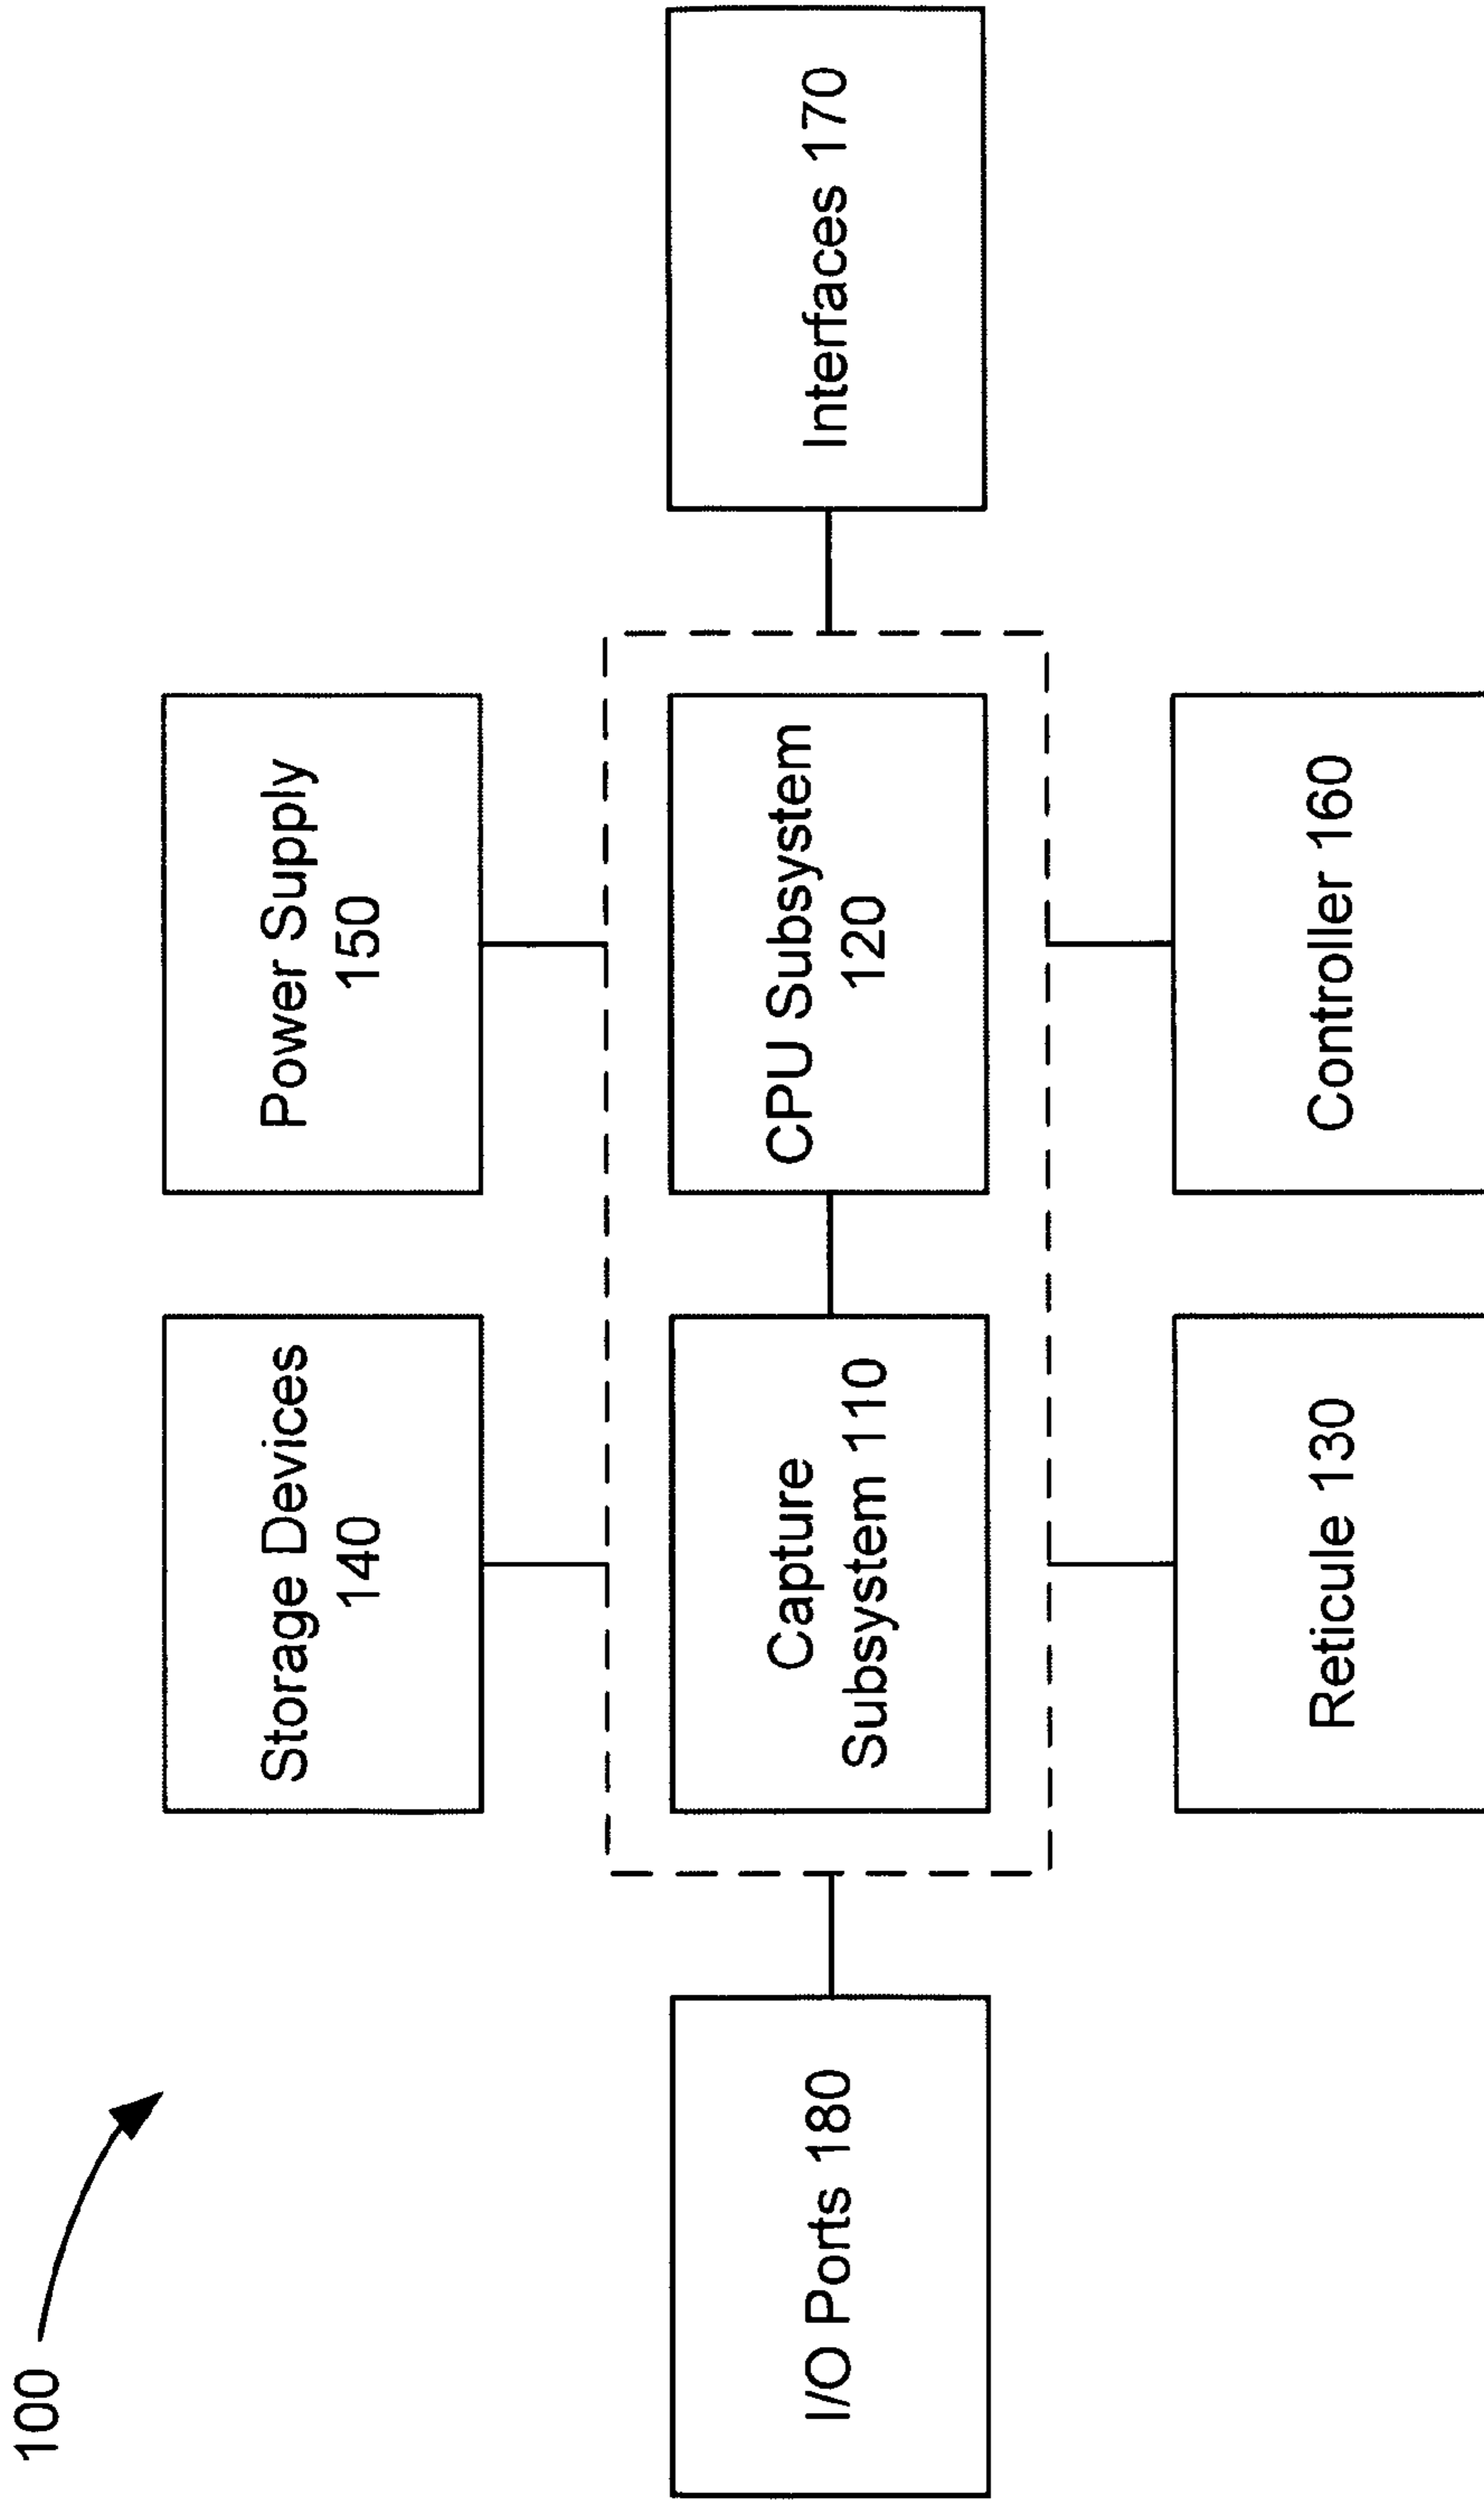 100
Storage Devices
140
Power Supply
150
I/O Ports 180
Capture
Subsystem 110
CPU Subsystem
120
Interfaces 170
Reticule 130
Controller 160